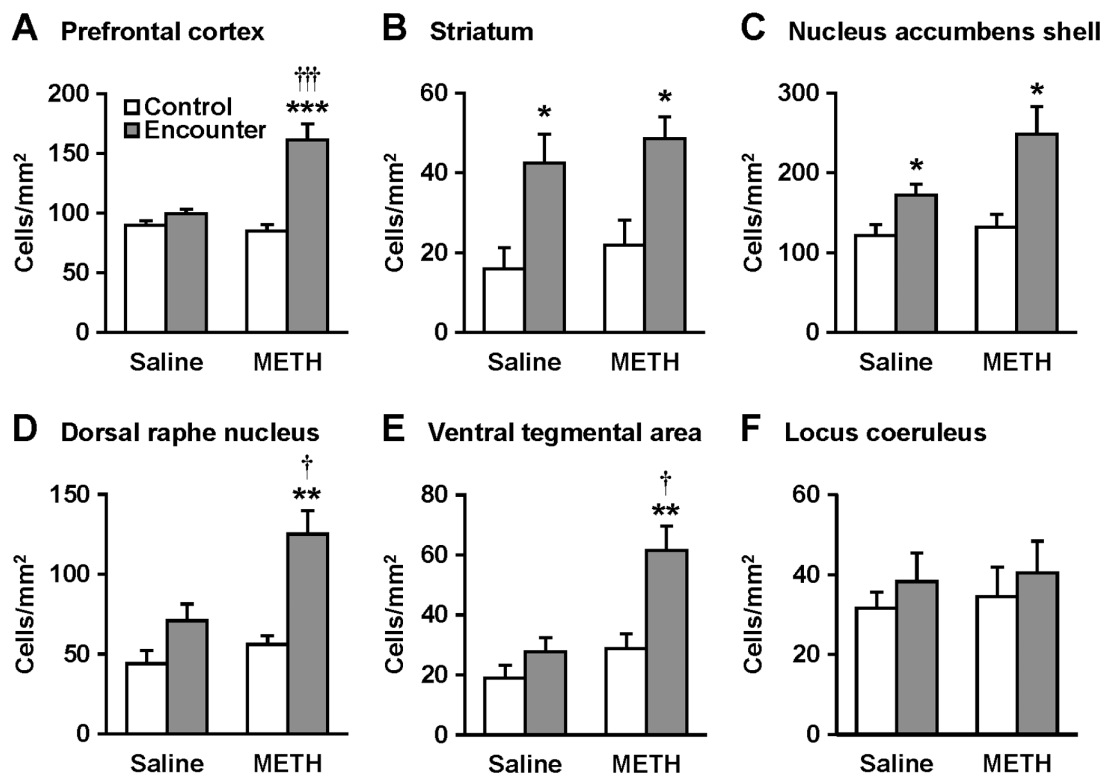 A Prefrontal cortex
Cells/mm²
200
150
100
50
0
Control
Encounter
†††
***
Saline METH
B Striatum
Cells/mm²
60
40
20
0
*
*
Saline METH
C Nucleus accumbens shell
Cells/mm²
300
200
100
0
*
*
Saline METH
D Dorsal raphe nucleus
Cells/mm²
150
100
50
0
†
**
Saline METH
E Ventral tegmental area
Cells/mm²
80
60
40
20
0
†
**
Saline METH
F Locus coeruleus
Cells/mm²
60
40
20
0
Saline METH